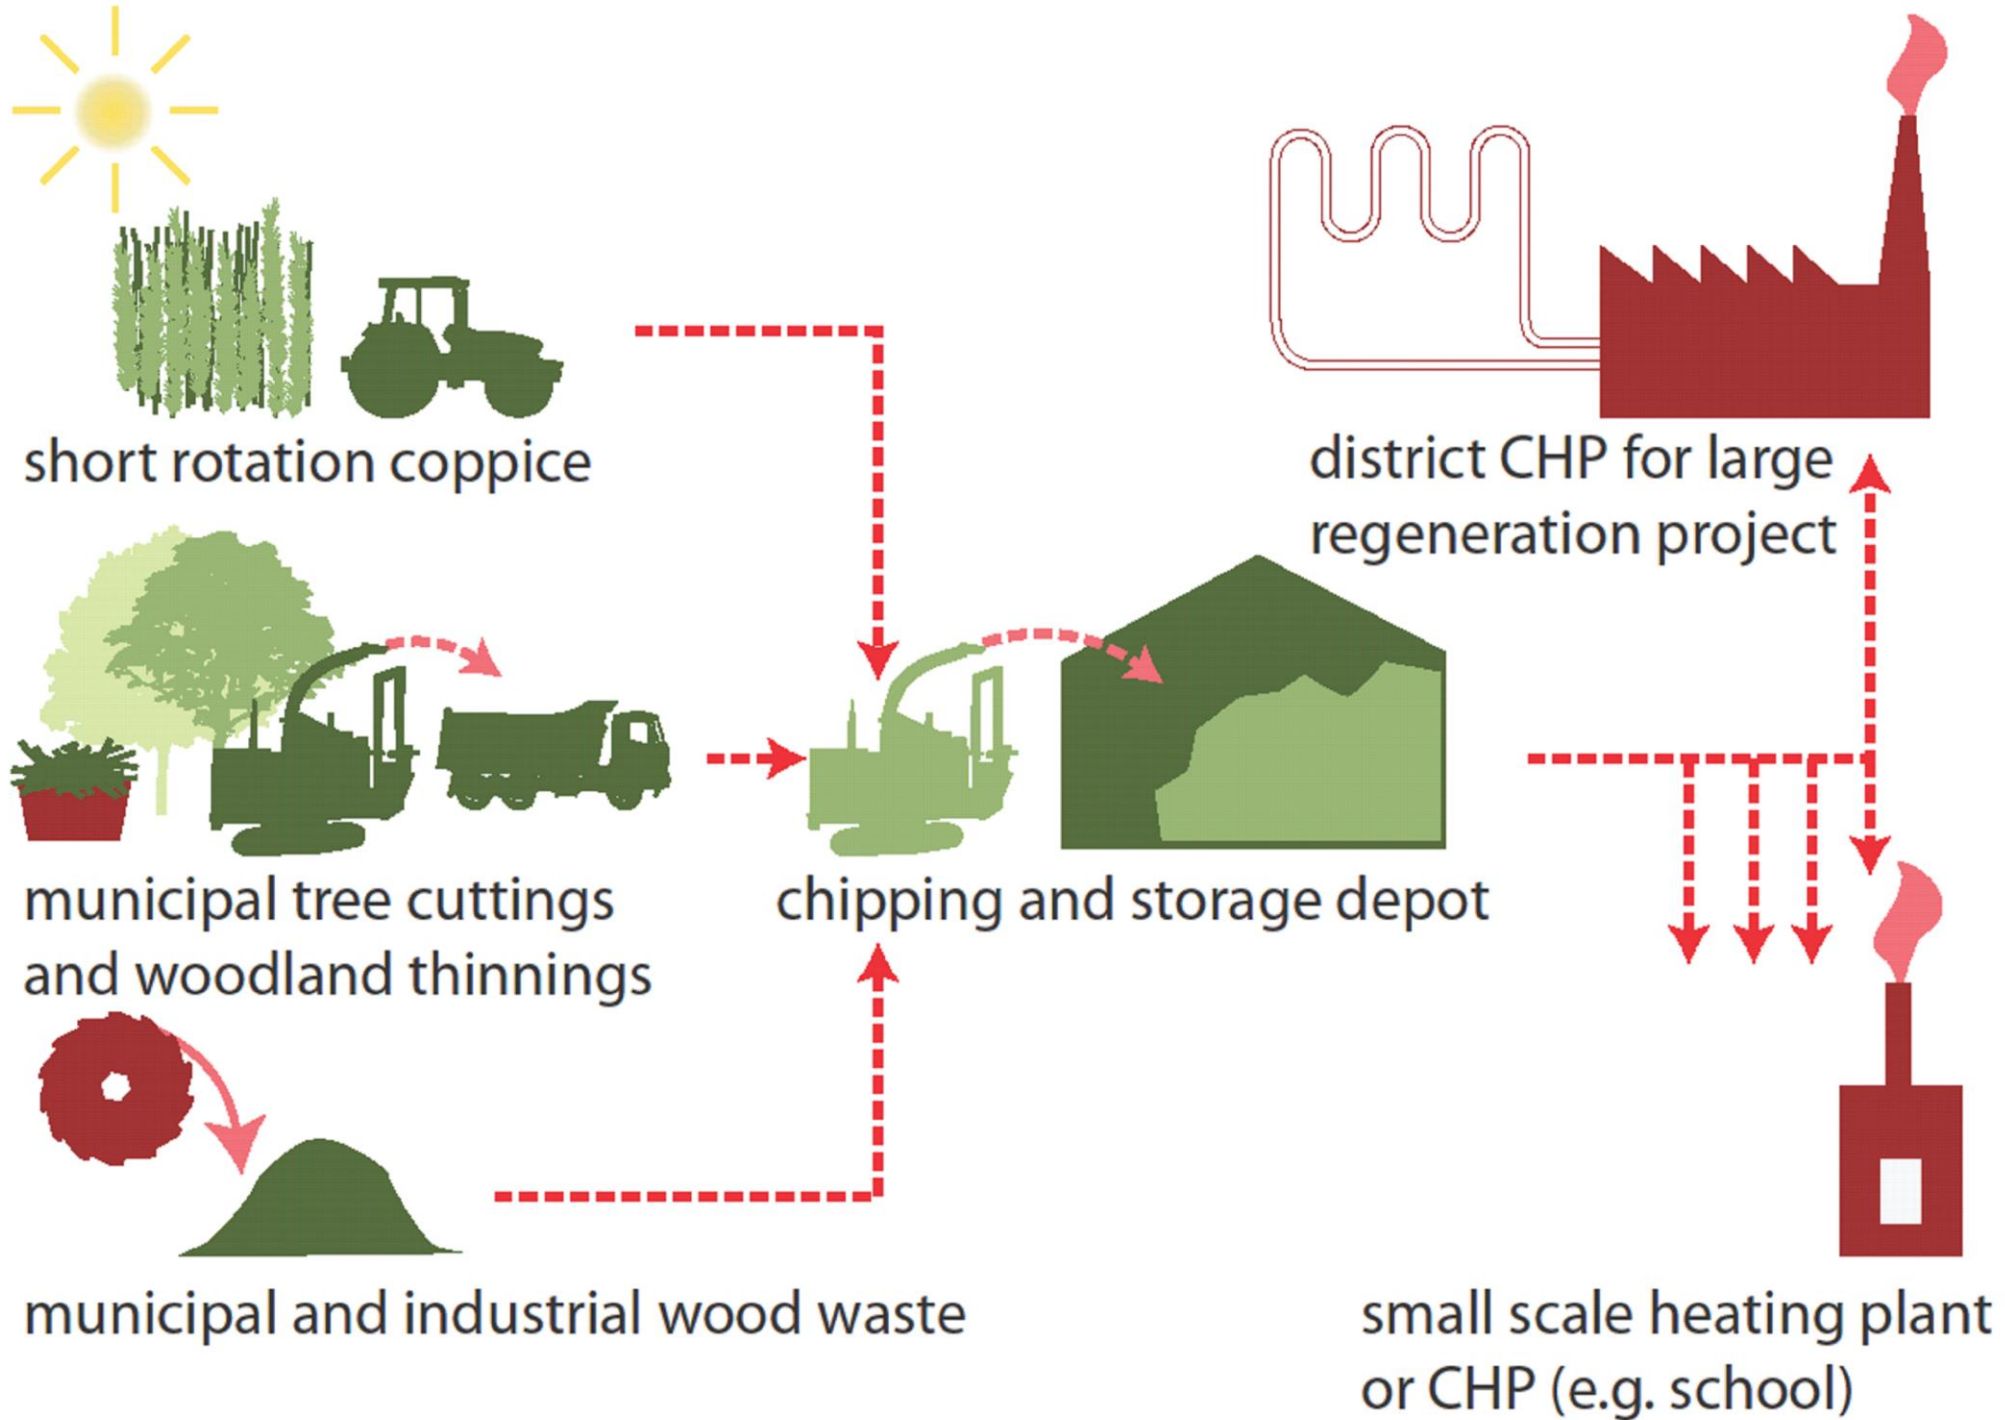 short rotation coppice
district CHP for large
regeneration project
municipal tree cuttings
and woodland thinnings
chipping and storage depot
municipal and industrial wood waste
small scale heating plant
or CHP (e.g. school)